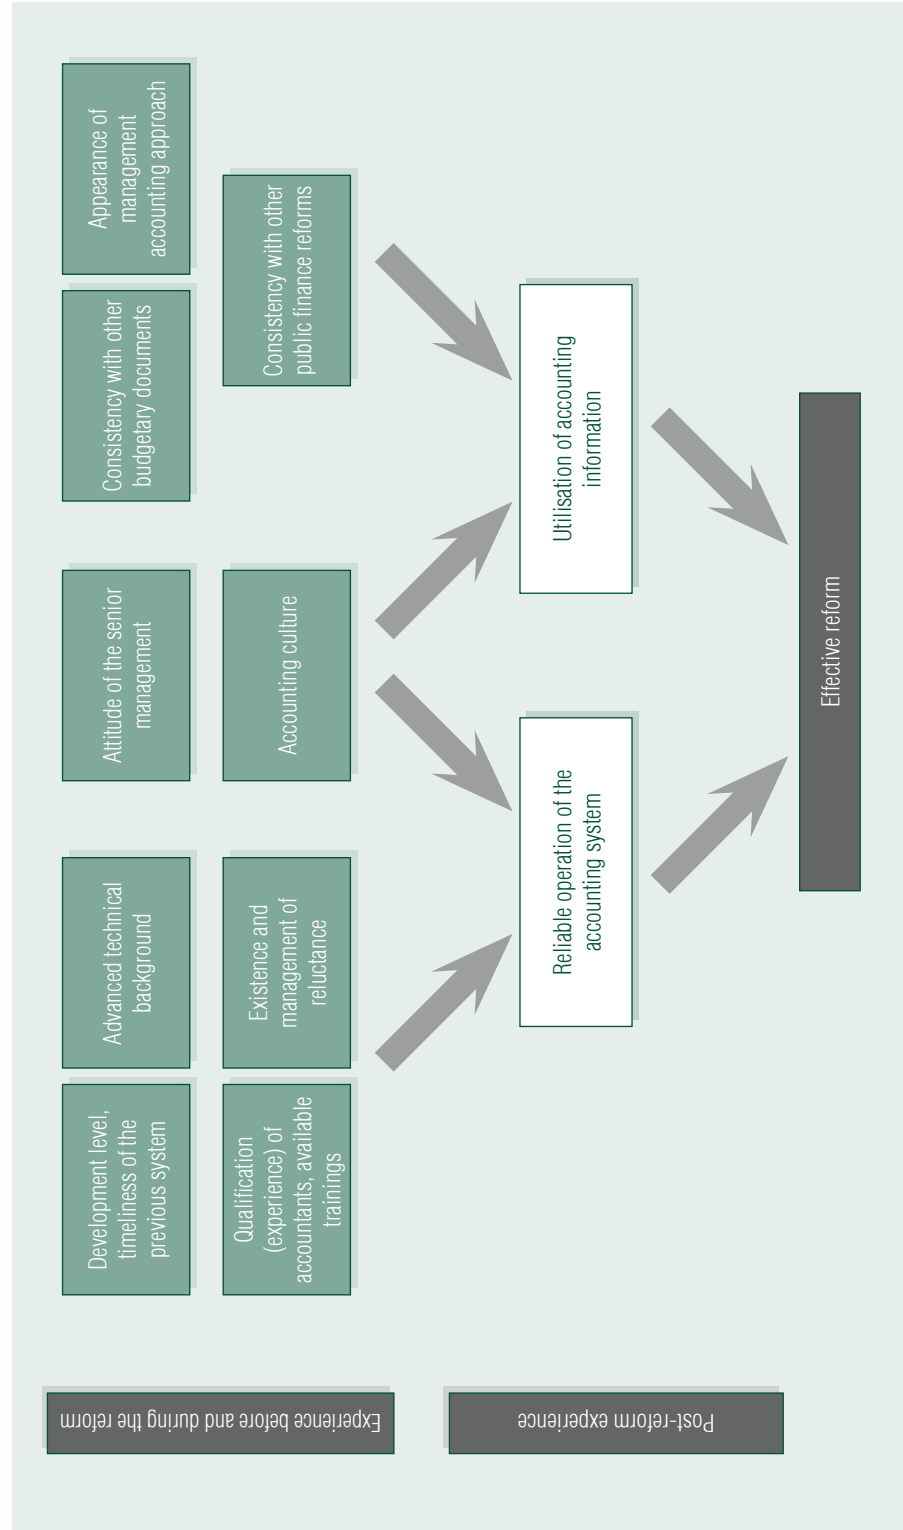 Experience before and during the reform
Development level,
timeliness of the
previous system
Advanced technical
background
Attitude of the senior
management
Consistency with other
budgetary documents
Appearance of
management
accounting approach
Qualification
(experience) of
accountants, available
trainings
Existence and
management of
reluctance
Accounting culture
Consistency with other
public finance reforms
Post-reform experience
Reliable operation of the
accounting system
Utilisation of accounting
information
Effective reform